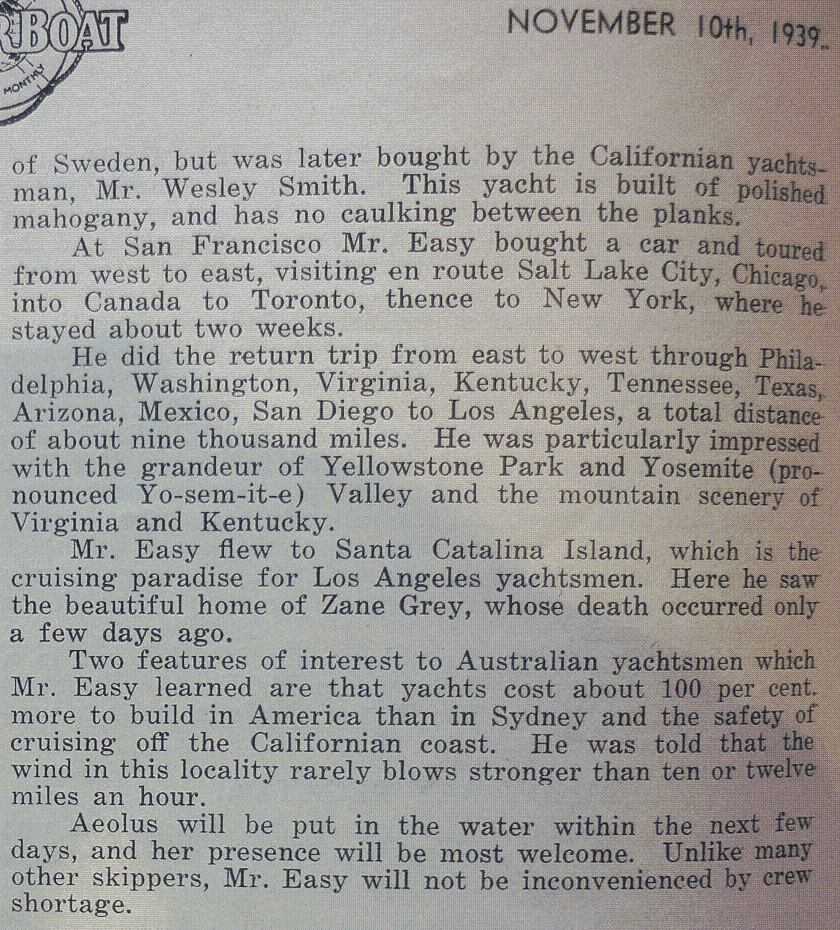 BOAT
MONTHLY
NOVEMBER 10th, 1939.
of Sweden, but was later bought by the Californian yachts-
man, Mr. Wesley Smith. This yacht is built of polished
mahogany, and has no caulking between the planks.
At San Francisco Mr. Easy bought a car and toured
from west to east, visiting en route Salt Lake City, Chicago,
into Canada to Toronto, thence to New York, where he
stayed about two weeks.
He did the return trip from east to west through Phila-
delphia, Washington, Virginia, Kentucky, Tennessee, Texas,
Arizona, Mexico, San Diego to Los Angeles, a total distance
of about nine thousand miles. He was particularly impressed
with the grandeur of Yellowstone Park and Yosemite (pro-
nounced Yo-sem-it-e) Valley and the mountain scenery of
Virginia and Kentucky.
Mr. Easy flew to Santa Catalina Island, which is the
cruising paradise for Los Angeles yachtsmen. Here he saw
the beautiful home of Zane Grey, whose death occurred only
a few days ago.
Two features of interest to Australian yachtsmen which
Mr. Easy learned are that yachts cost about 100 per cent.
more to build in America than in Sydney and the safety of
cruising off the Californian coast. He was told that the
wind in this locality rarely blows stronger than ten or twelve
miles an hour.
Aeolus will be put in the water within the next few
days, and her presence will be most welcome. Unlike many
other skippers, Mr. Easy will not be inconvenienced by crew
shortage.